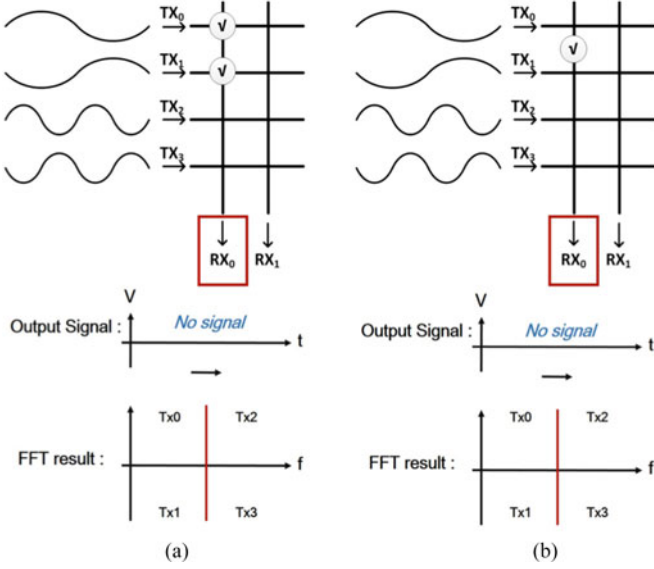 TX₀
√
TX₁
√
TX₂
TX₃
RX₀ RX₁
V
Output Signal : No signal
t
Tx0 Tx2
FFT result : f
Tx1 Tx3
(a)
TX₀
√
TX₁
TX₂
TX₃
RX₀ RX₁
V
Output Signal : No signal
t
Tx0 Tx2
FFT result : f
Tx1 Tx3
(b)